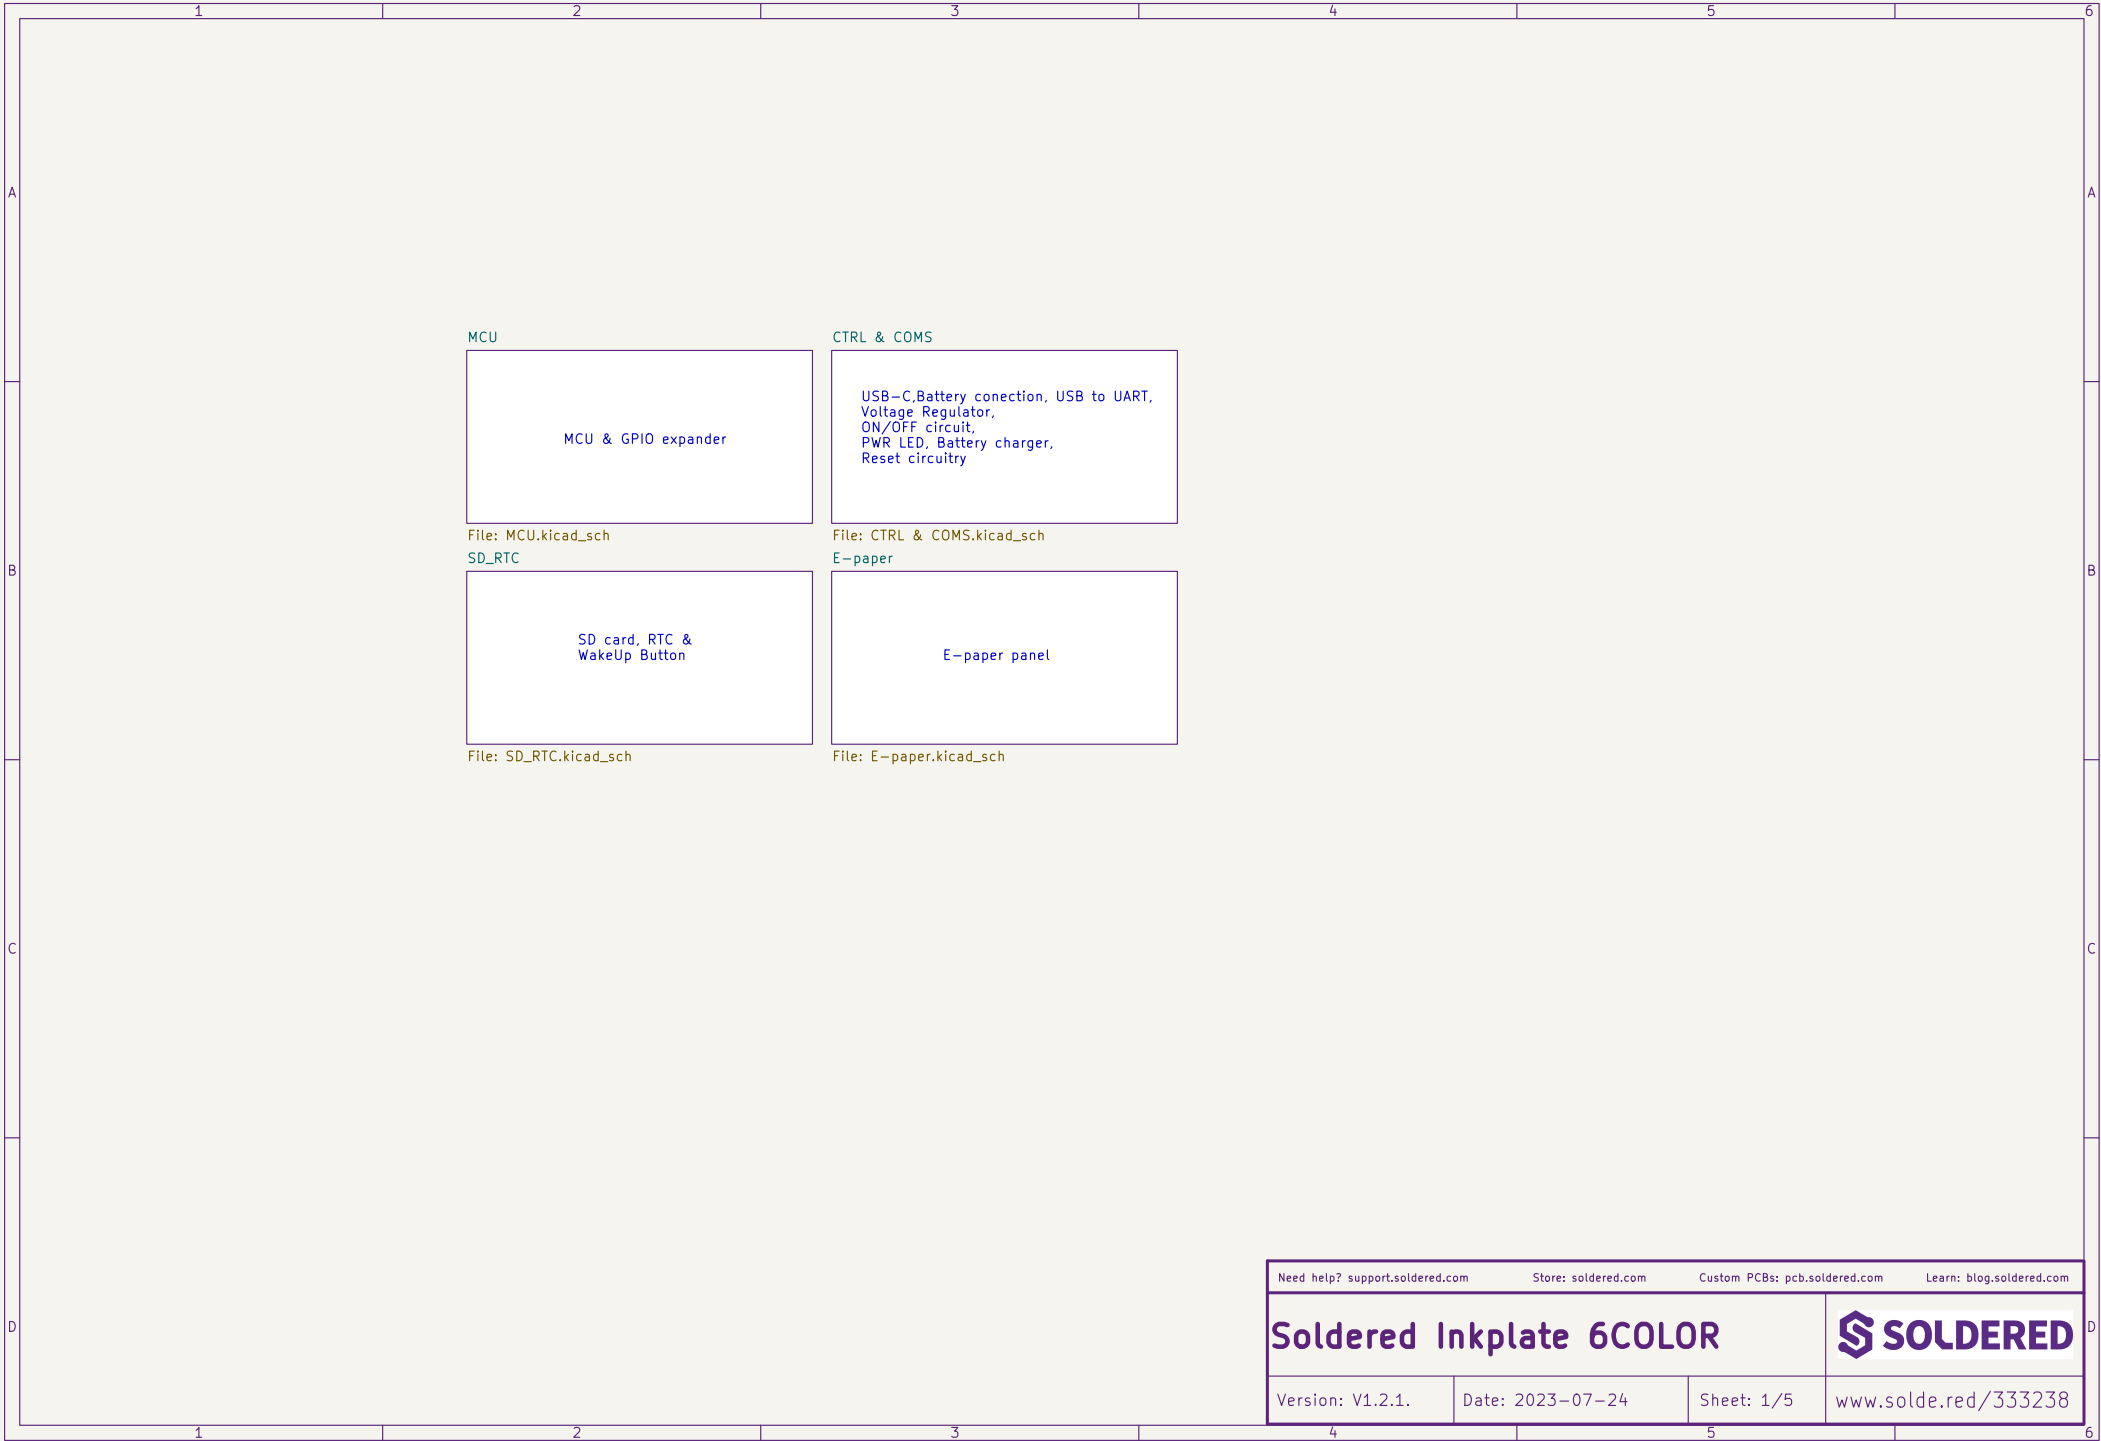 1 2 3 4 5 6
A A
MCU
MCU & GPIO expander
File: MCU.kicad_sch
CTRL & COMS
USB-C,Battery conection, USB to UART,
Voltage Regulator,
ON/OFF circuit,
PWR LED, Battery charger,
Reset circuitry
File: CTRL & COMS.kicad_sch
B B
SD_RTC
SD card, RTC &
WakeUp Button
File: SD_RTC.kicad_sch
E-paper
E-paper panel
File: E-paper.kicad_sch
C C
Need help? support.soldered.com Store: soldered.com Custom PCBs: pcb.soldered.com Learn: blog.soldered.com
D D
Soldered Inkplate 6COLOR
SOLDERED
Version: V1.2.1. Date: 2023-07-24 Sheet: 1/5 www.solde.red/333238
1 2 3 4 5 6